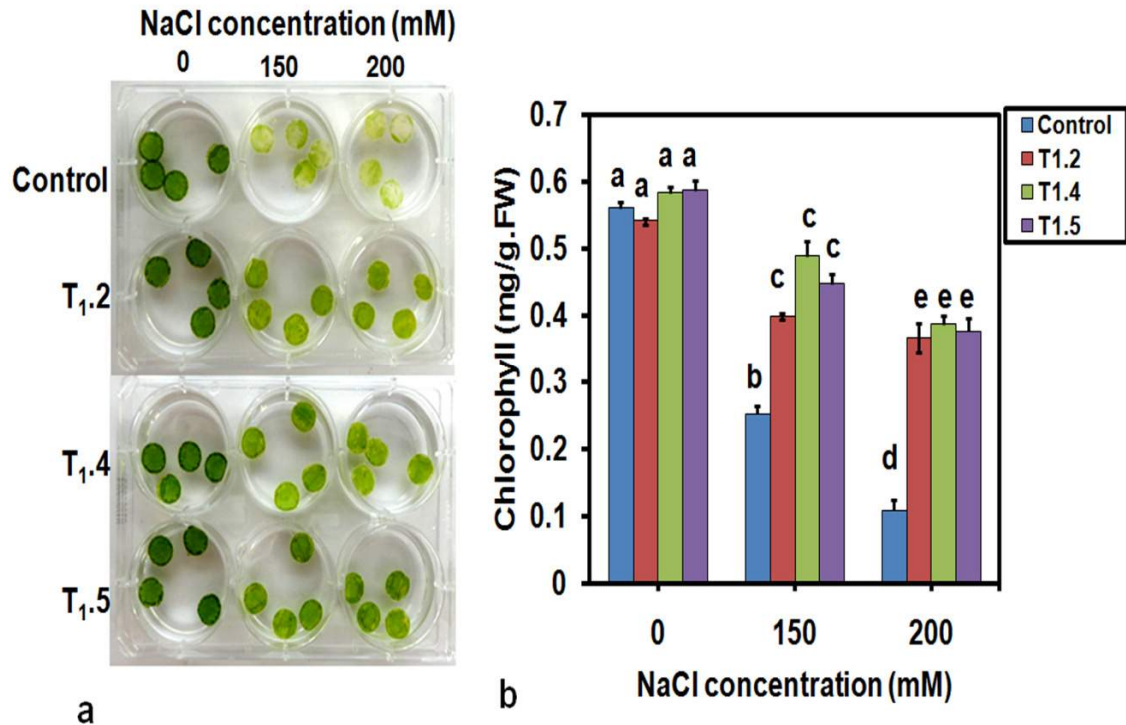 NaCl concentration (mM)
0 150 200
Control
T1.2
T1.4
T1.5
a
Chlorophyll (mg/g.FW)
0.7
0.6
0.5
0.4
0.3
0.2
0.1
0
a a a a
b c c c
d e e e
0 150 200
NaCl concentration (mM)
Control
T1.2
T1.4
T1.5
b